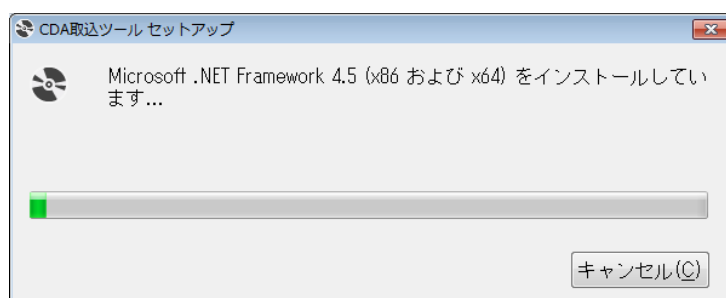 CDA取込ツール セットアップ
Microsoft .NET Framework 4.5 (x86 および x64) をインストールしてい
ます...
キャンセル(C)